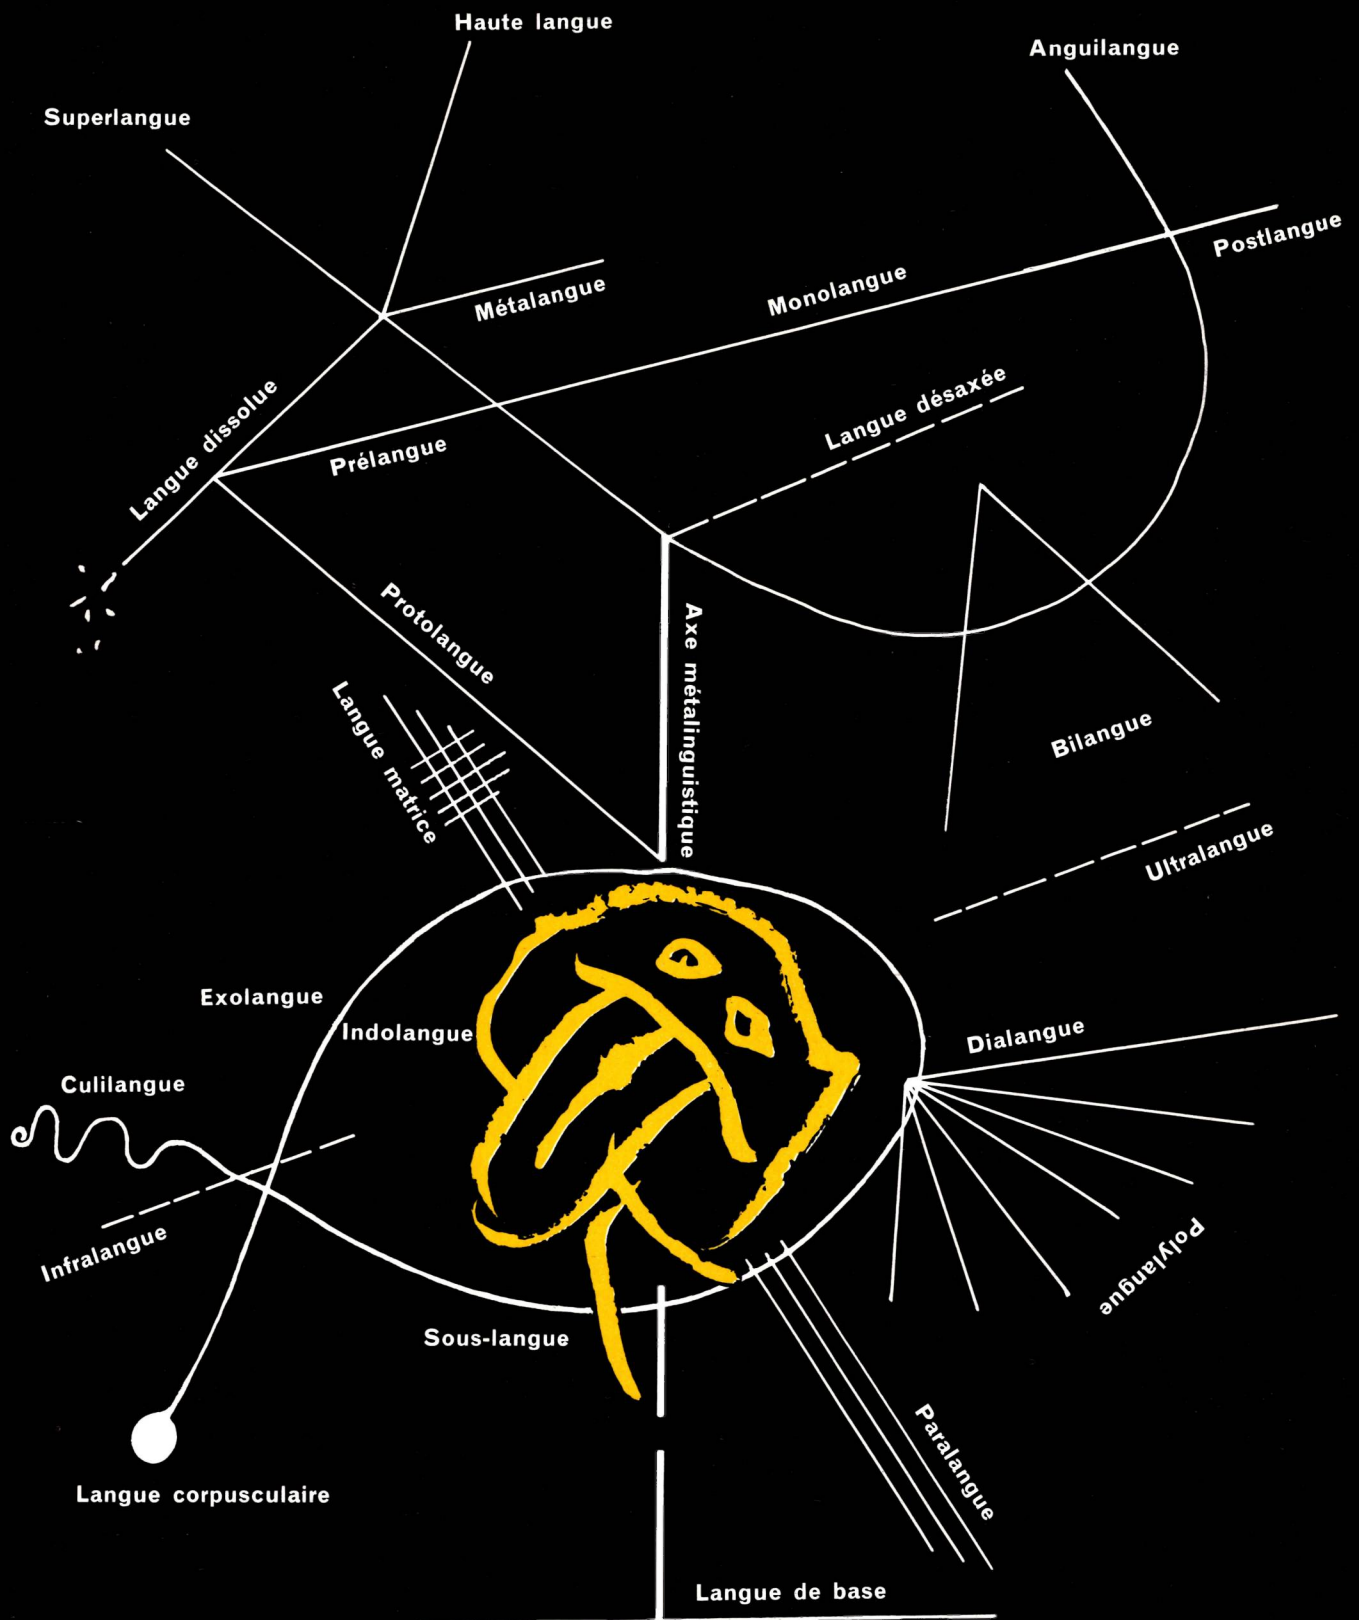 Haute langue
Anguilangue
Superlangue
Postlangue
Métalangue
Monolangue
Langue désaxée
Langue dissolue
Prélangue
Protolangue
Axe métalinguistique
Langue matrice
Bilangue
Ultralangue
Exolangue
Indolangue
Dialangue
Culilangue
Infralangue
Polylangue
Sous-langue
Paralangue
Langue corpusculaire
Langue de base